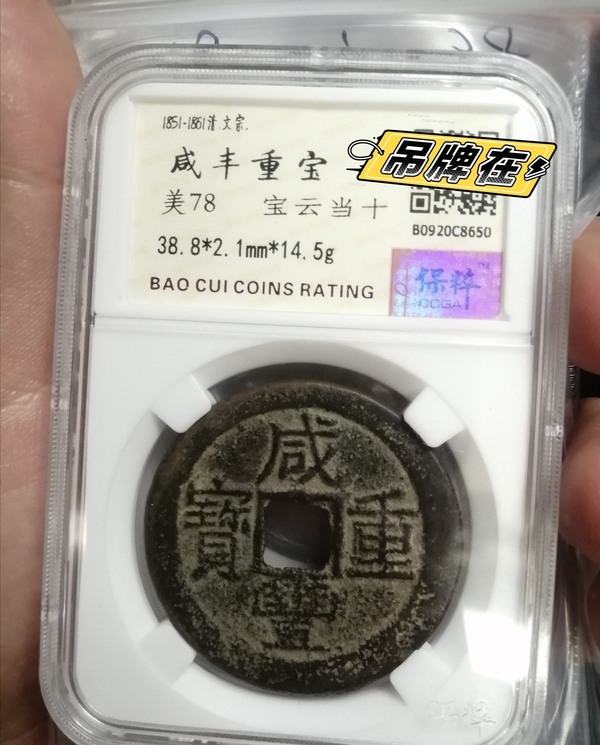 1851-1861清.文宗.
咸丰重宝
吊牌在
美78 宝云当十
B0920C8650
38.8*2.1mm*14.5g
保粹
TM
BAO CUI COINS RATING
咸
寶 重
豐